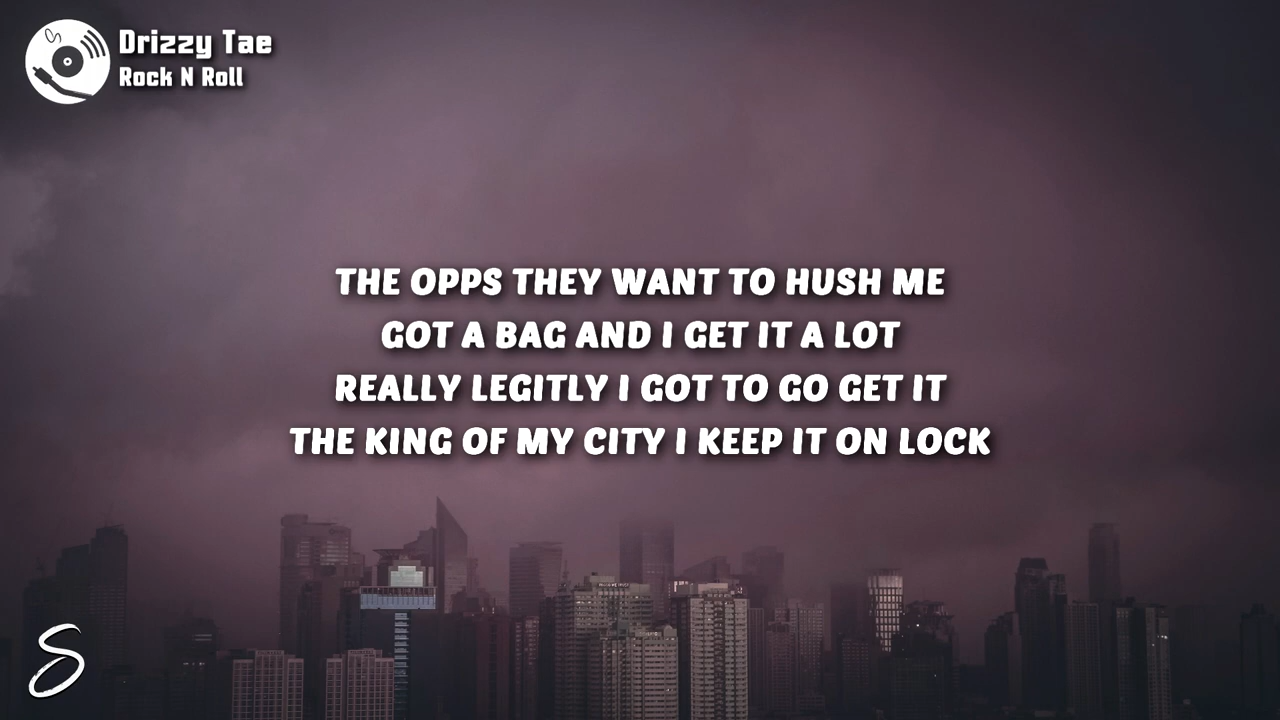 Drizzy Tae
Rock N Roll
THE OPPS THEY WANT TO HUSH ME
GOT A BAG AND I GET IT A LOT
REALLY LEGITLY I GOT TO GO GET IT
THE KING OF MY CITY I KEEP IT ON LOCK
S